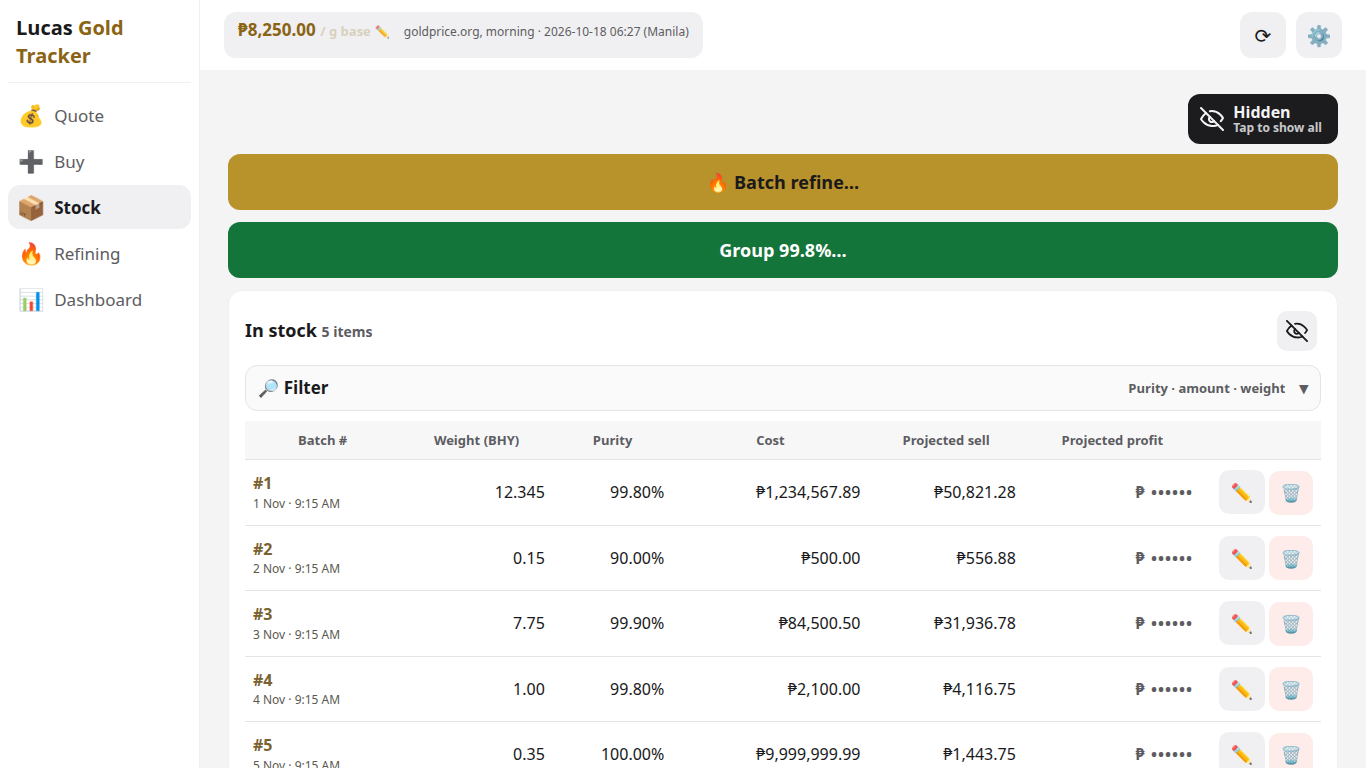 Lucas Gold
Tracker
₱8,250.00 / g base ✏️ goldprice.org, morning · 2026-10-18 06:27 (Manila)
⟳ ⚙️
💰 Quote
➕ Buy
📦 Stock
🔥 Refining
📊 Dashboard
Hidden
Tap to show all
🔥 Batch refine...
Group 99.8%...
In stock 5 items
🔎 Filter Purity · amount · weight ▼
Batch # Weight (BHY) Purity Cost Projected sell Projected profit
#1
1 Nov · 9:15 AM
12.345 99.80% ₱1,234,567.89 ₱50,821.28 ₱ •••••• ✏️ 🗑️
#2
2 Nov · 9:15 AM
0.15 90.00% ₱500.00 ₱556.88 ₱ •••••• ✏️ 🗑️
#3
3 Nov · 9:15 AM
7.75 99.90% ₱84,500.50 ₱31,936.78 ₱ •••••• ✏️ 🗑️
#4
4 Nov · 9:15 AM
1.00 99.80% ₱2,100.00 ₱4,116.75 ₱ •••••• ✏️ 🗑️
#5
5 Nov · 9:15 AM
0.35 100.00% ₱9,999,999.99 ₱1,443.75 ₱ •••••• ✏️ 🗑️